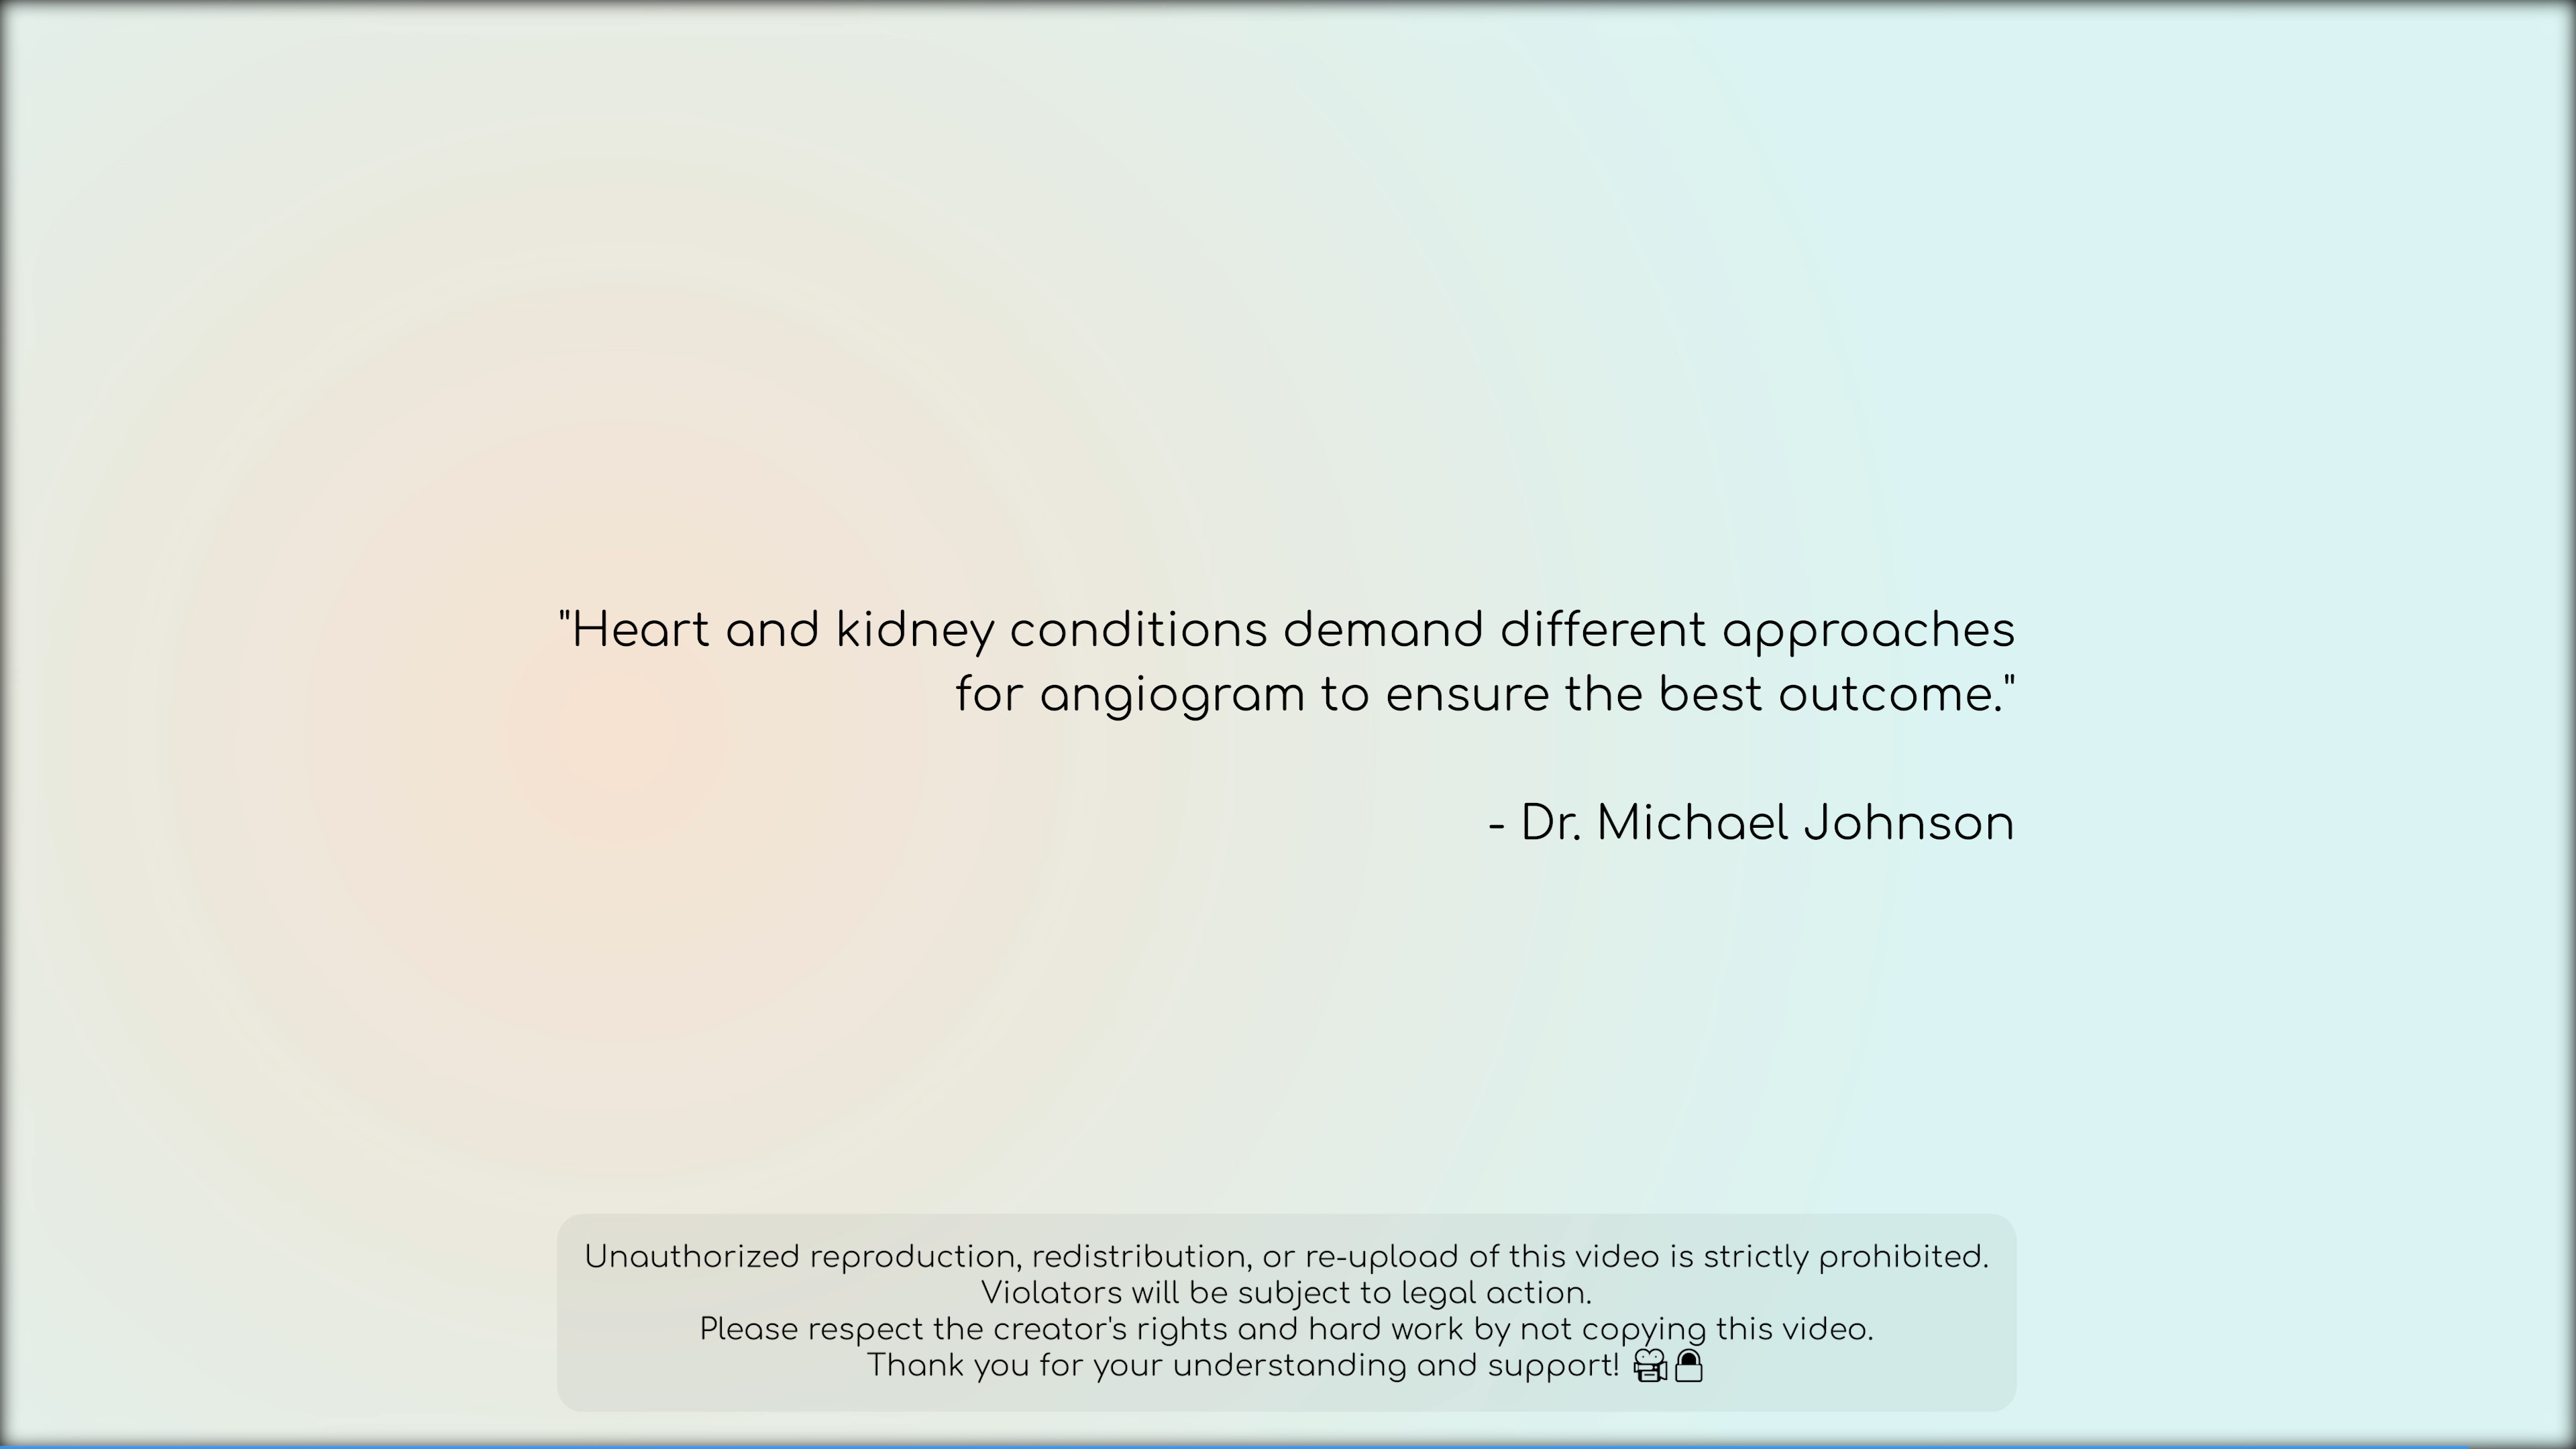 "Heart and kidney conditions demand different approaches
for angiogram to ensure the best outcome."
- Dr. Michael Johnson
Unauthorized reproduction, redistribution, or re-upload of this video is strictly prohibited.
Violators will be subject to legal action.
Please respect the creator's rights and hard work by not copying this video.
Thank you for your understanding and support! 🎥🔒